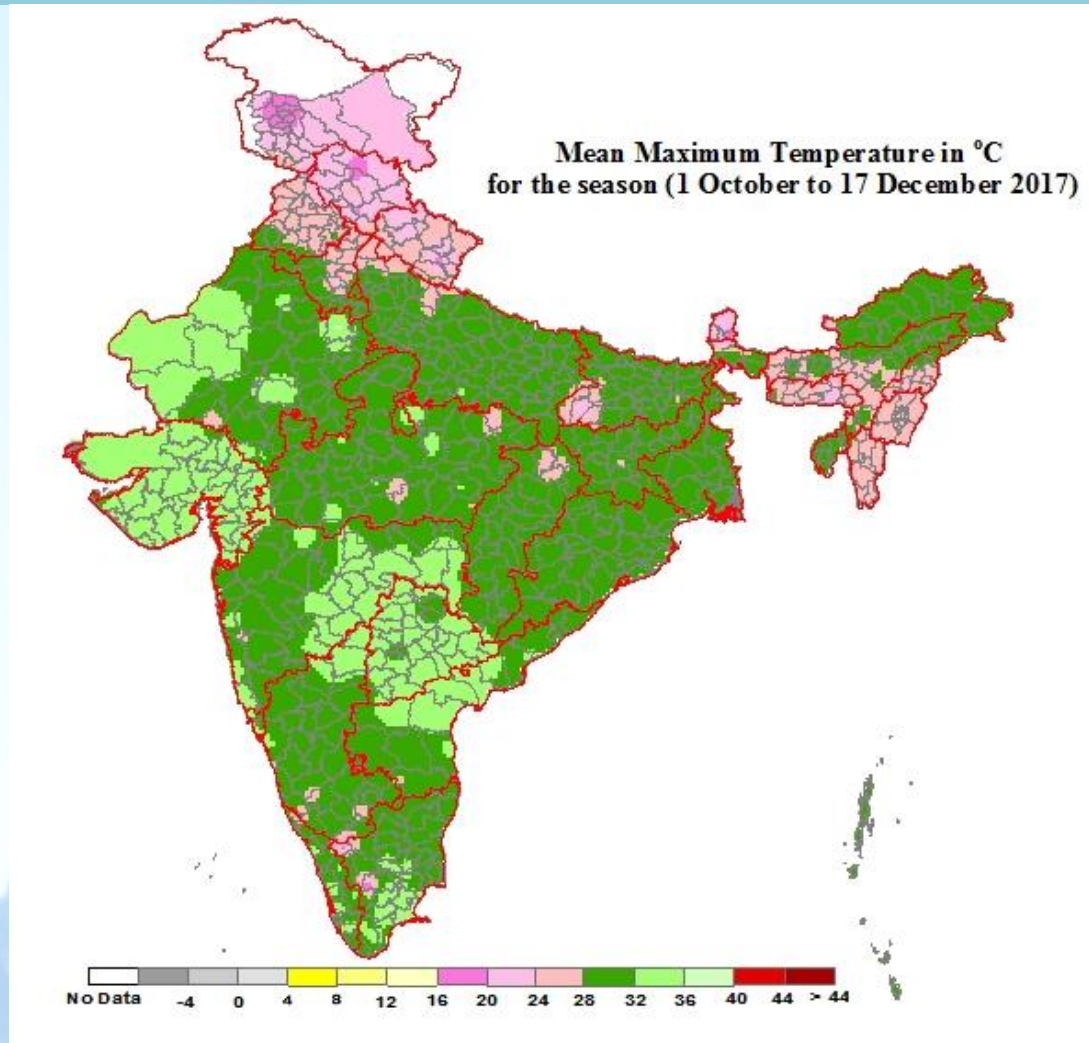 Mean Maximum Temperature in °C
for the season (1 October to 17 December 2017)
No Data -4 0 4 8 12 16 20 24 28 32 36 40 44 > 44